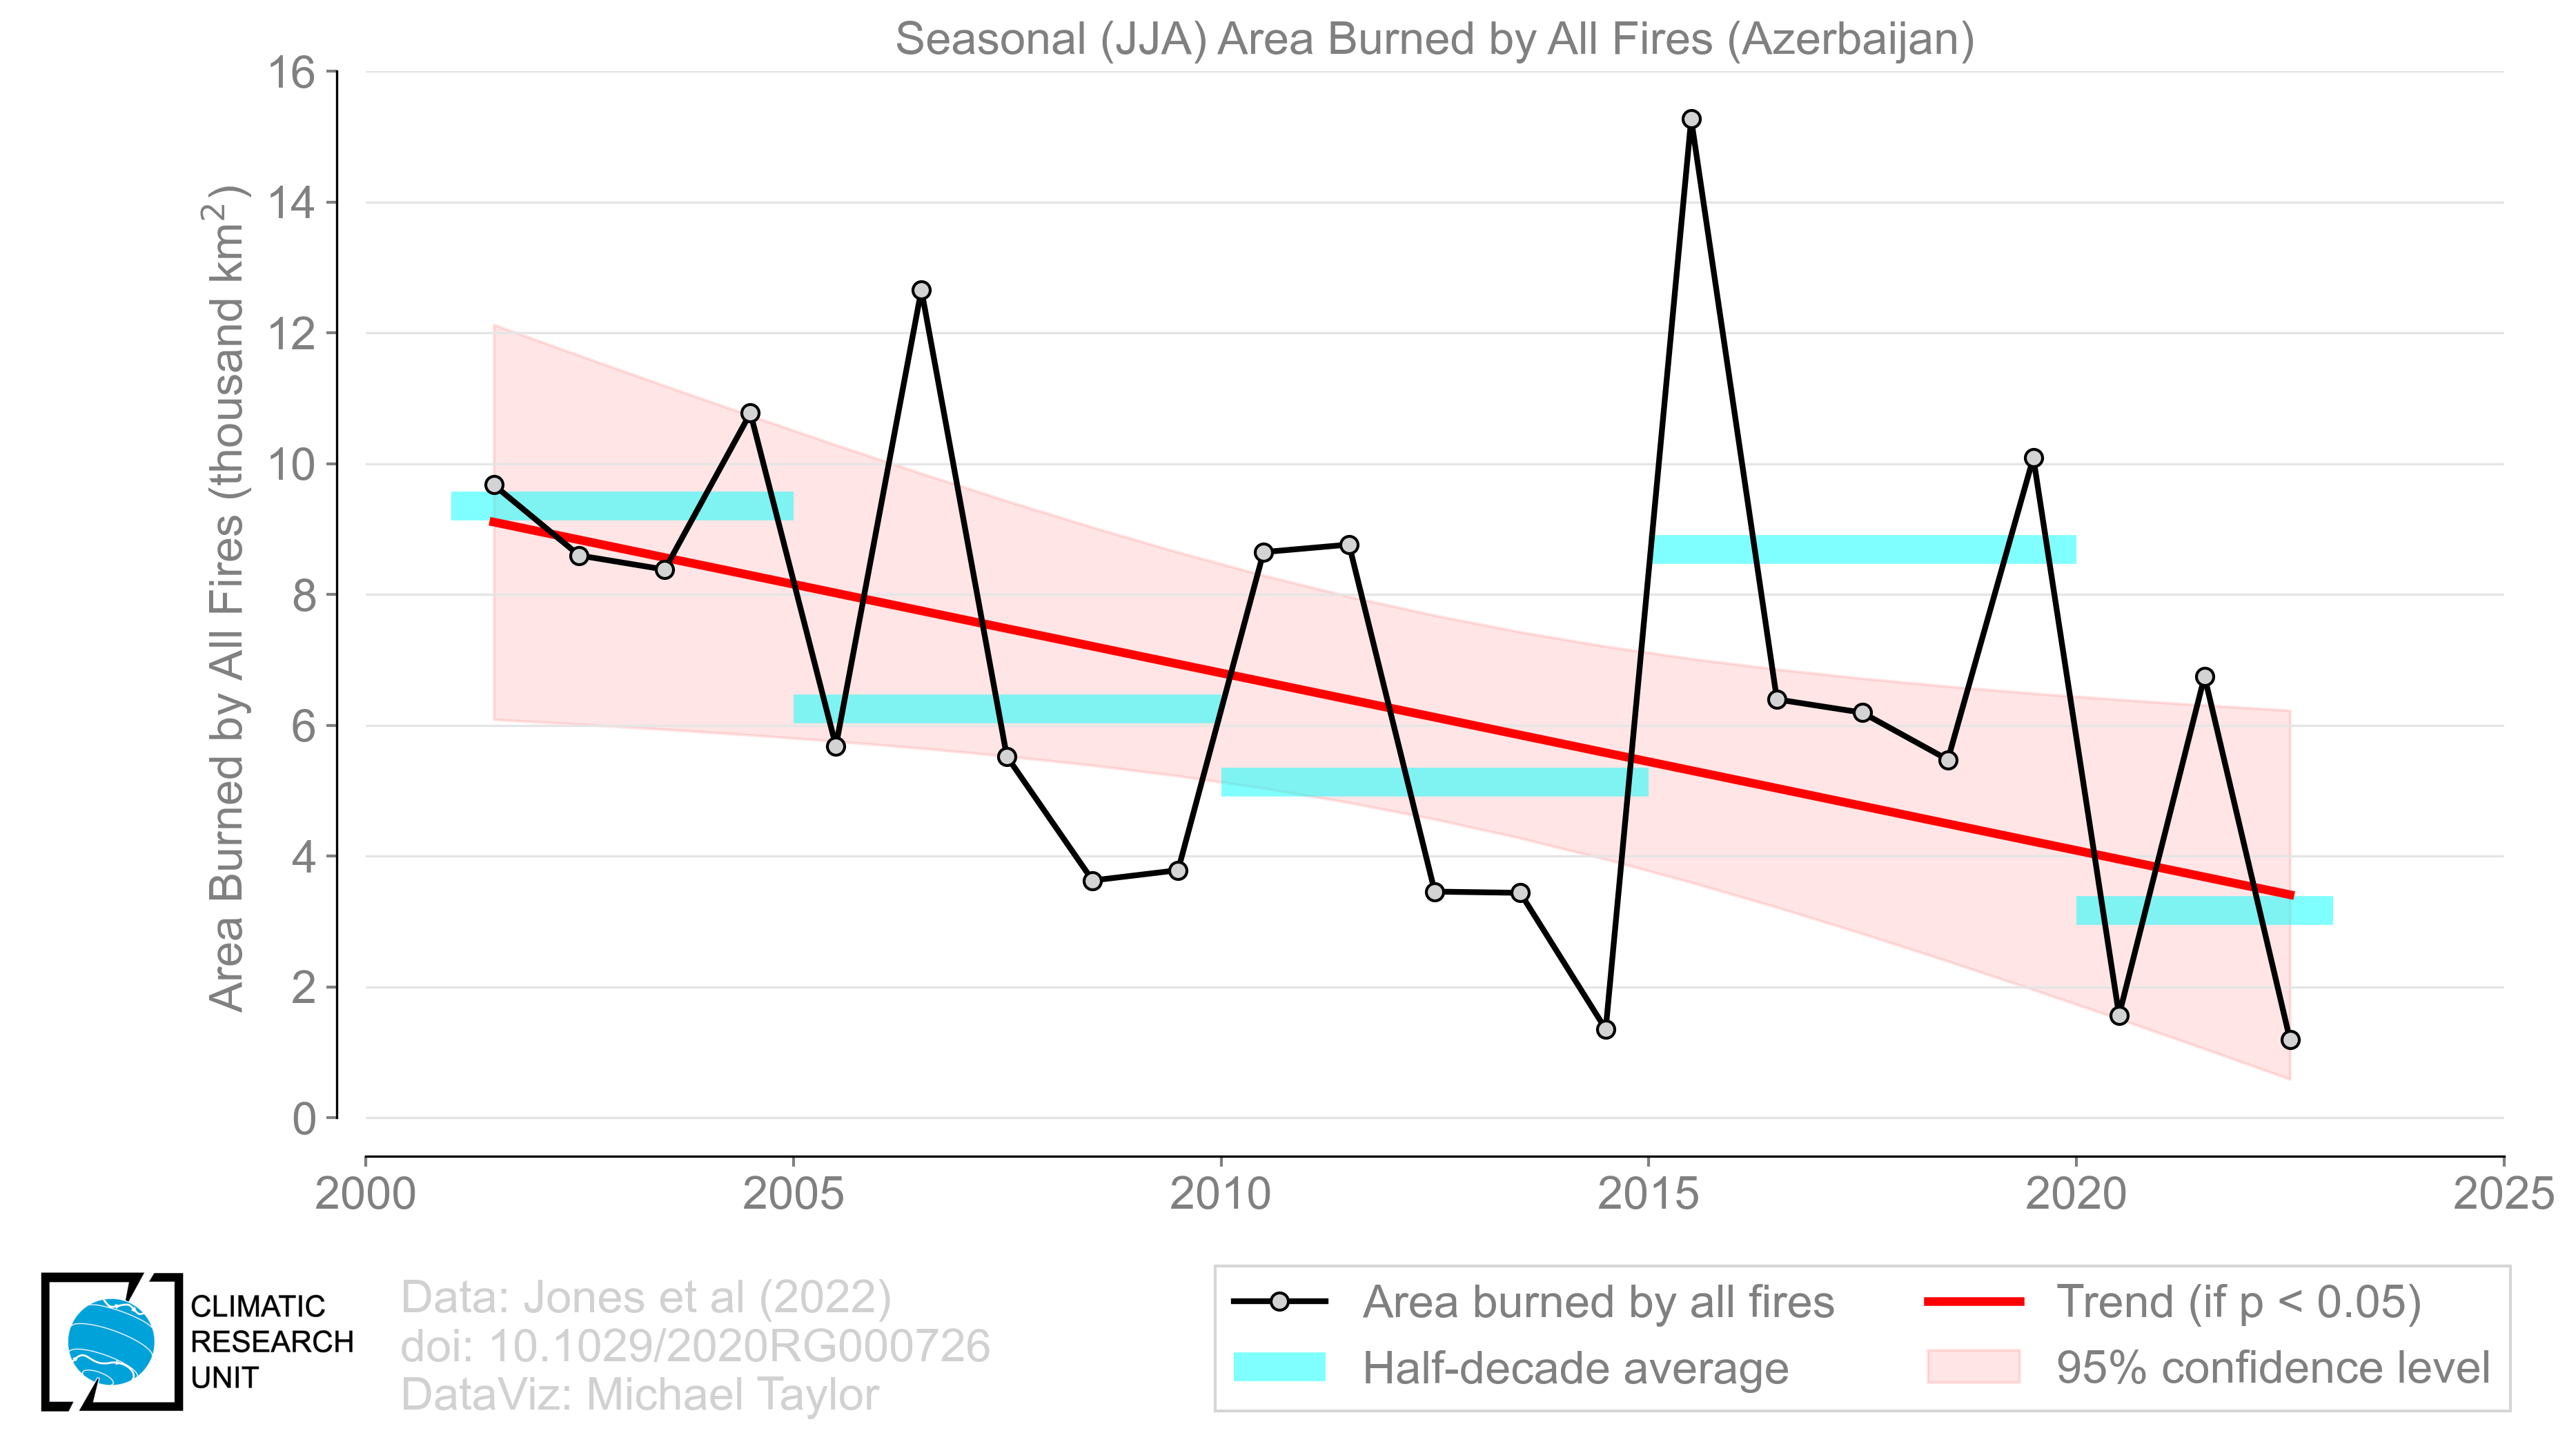 Seasonal (JJA) Area Burned by All Fires (Azerbaijan)
Area Burned by All Fires (thousand km²)
16
14
12
10
8
6
4
2
0
2000
2005
2010
2015
2020
2025
CLIMATIC
RESEARCH
UNIT
Data: Jones et al (2022)
doi: 10.1029/2020RG000726
DataViz: Michael Taylor
Area burned by all fires
Half-decade average
Trend (if p < 0.05)
95% confidence level